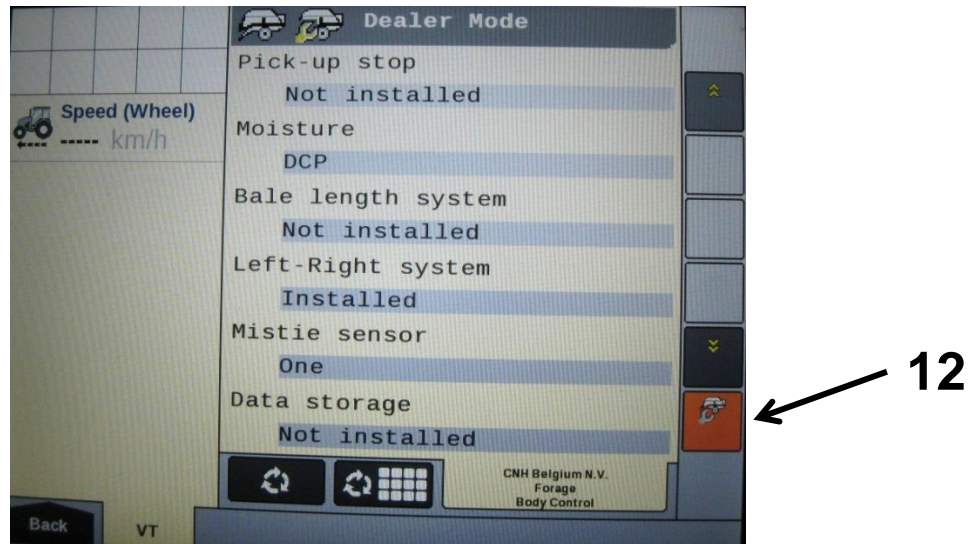 Dealer Mode
Pick-up stop
Not installed
Speed (Wheel)
----- km/h
Moisture
DCP
Bale length system
Not installed
Left-Right system
Installed
Mistie sensor
One
12
Data storage
Not installed
CNH Belgium N.V.
Forage
Body Control
Back
VT